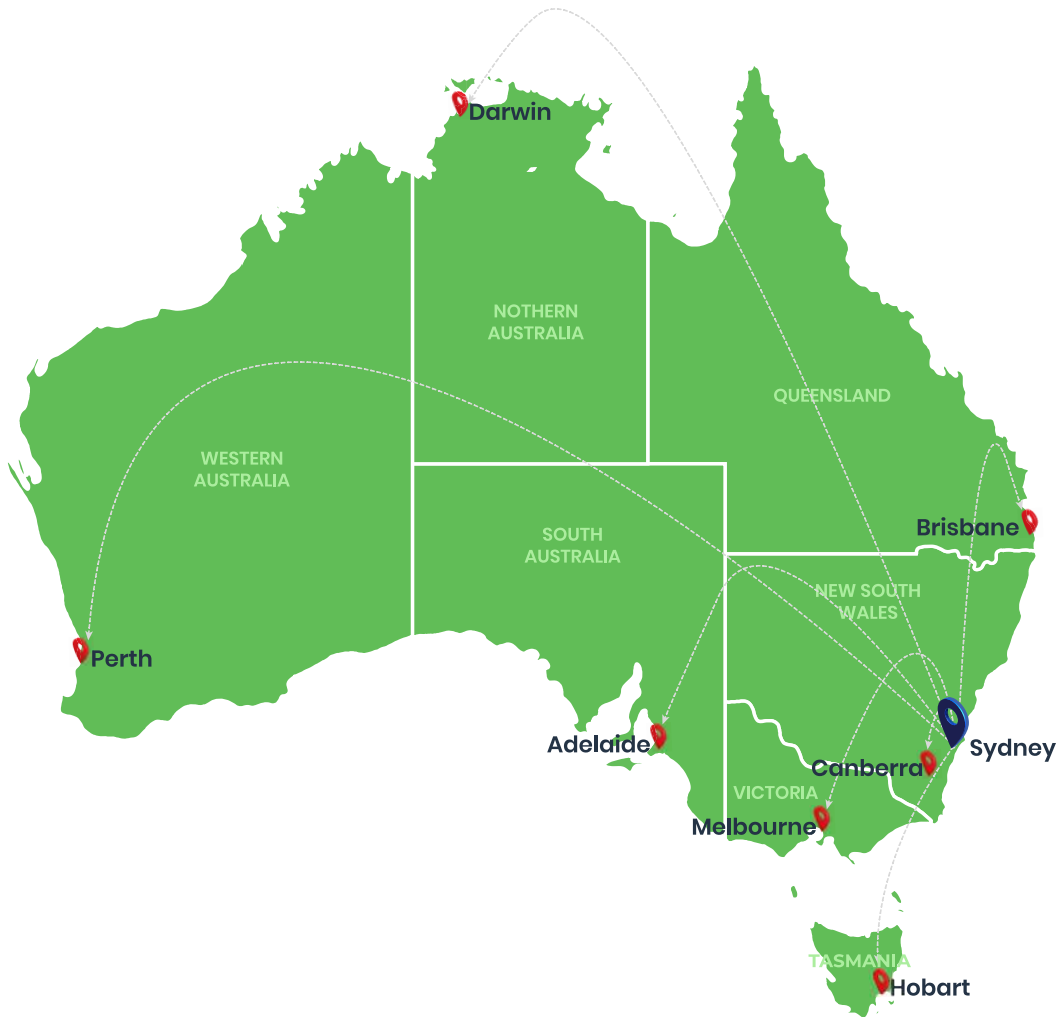 Darwin
NOTHERN
AUSTRALIA
QUEENSLAND
WESTERN
AUSTRALIA
Brisbane
SOUTH
AUSTRALIA
NEW SOUTH
WALES
Perth
Adelaide
Sydney
Canberra
VICTORIA
Melbourne
TASMANIA
Hobart